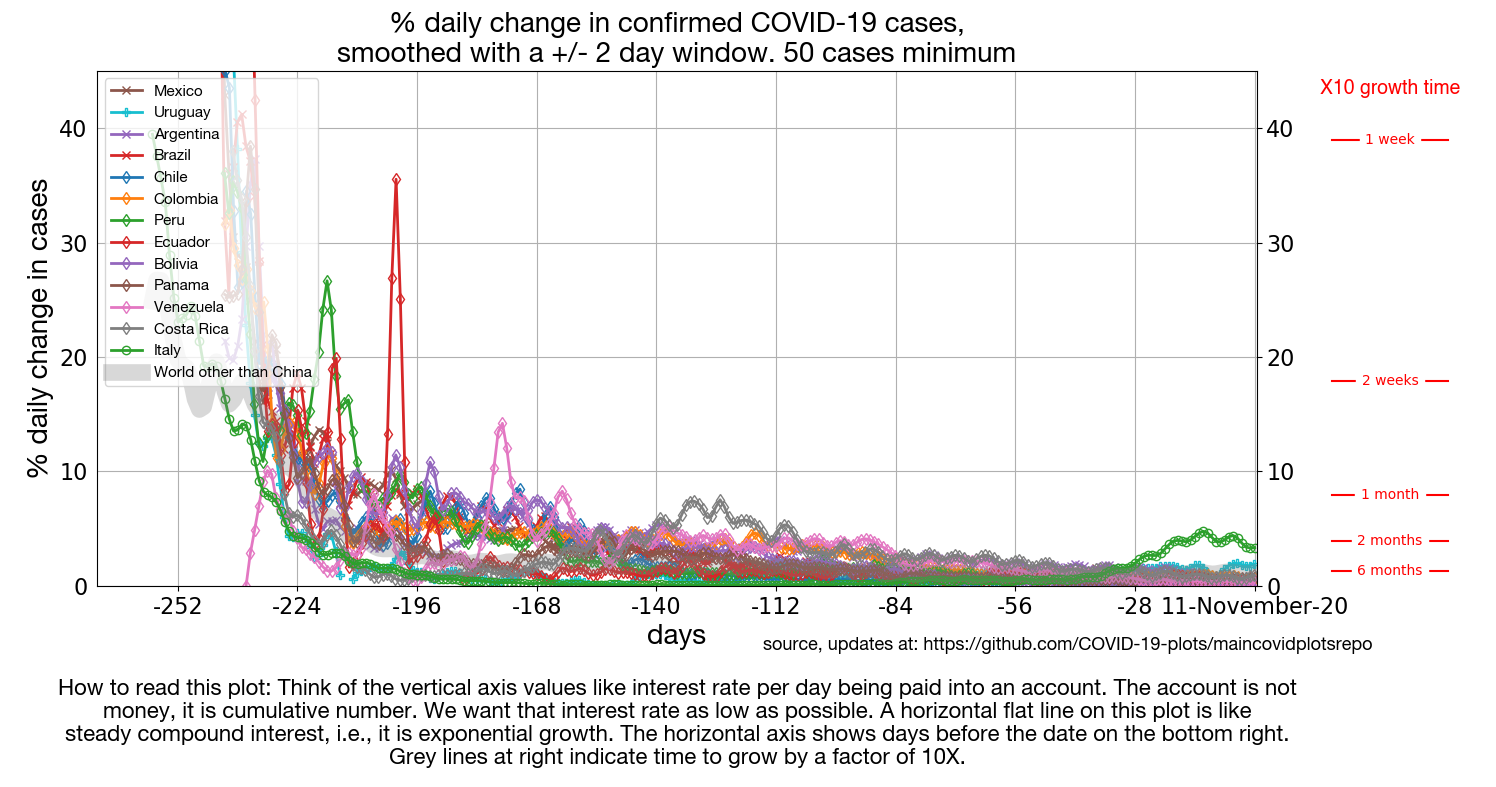 % daily change in confirmed COVID-19 cases,
smoothed with a +/- 2 day window. 50 cases minimum
X10 growth time
% daily change in cases
40
30
20
10
0
Mexico
Uruguay
Argentina
Brazil
Chile
Colombia
Peru
Ecuador
Bolivia
Panama
Venezuela
Costa Rica
Italy
World other than China
40
30
20
10
0
1 week
2 weeks
1 month
2 months
6 months
-252 -224 -196 -168 -140 -112 -84 -56 -28 11-November-20
days
source, updates at: https://github.com/COVID-19-plots/maincovidplotsrepo
How to read this plot: Think of the vertical axis values like interest rate per day being paid into an account. The account is not
money, it is cumulative number. We want that interest rate as low as possible. A horizontal flat line on this plot is like
steady compound interest, i.e., it is exponential growth. The horizontal axis shows days before the date on the bottom right.
Grey lines at right indicate time to grow by a factor of 10X.